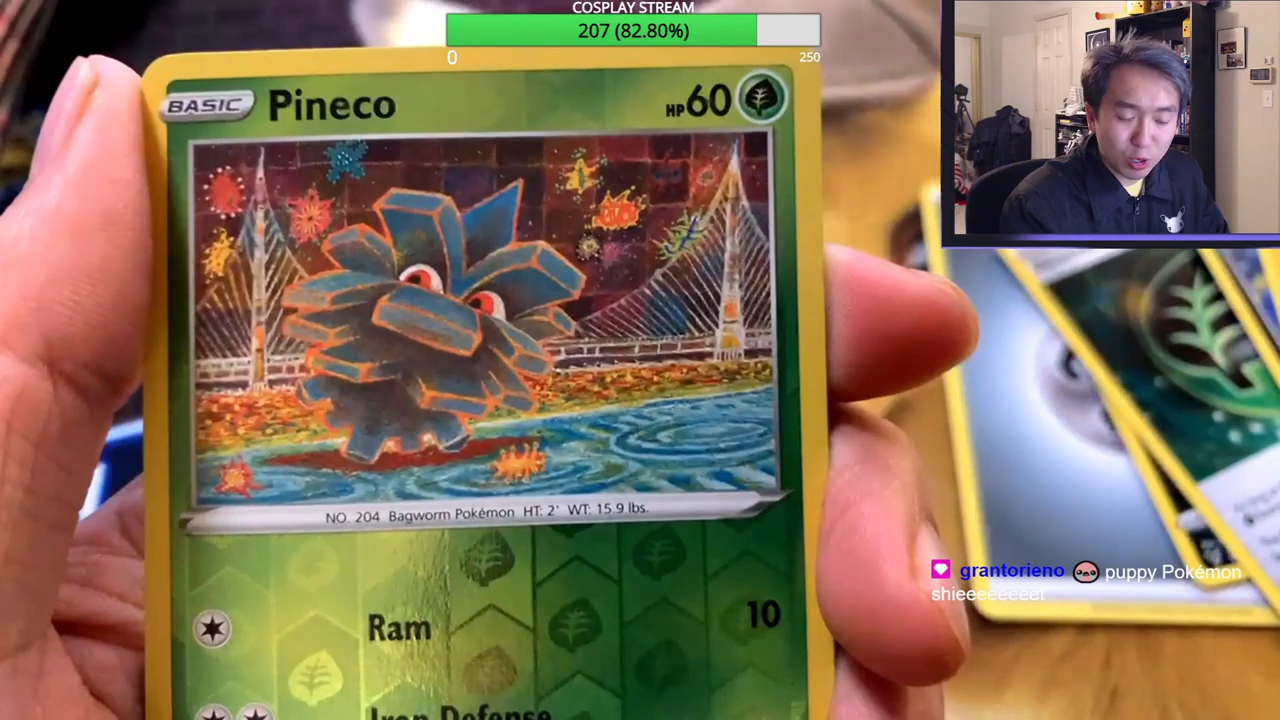 COSPLAY STREAM
207 (82.80%)
0
250
BASIC Pineco HP60
NO. 204 Bagworm Pokémon HT: 2' WT: 15.9 lbs.
Ram 10
Iron Defense
grantorieno puppy Pokémon
shieeeeeeeet